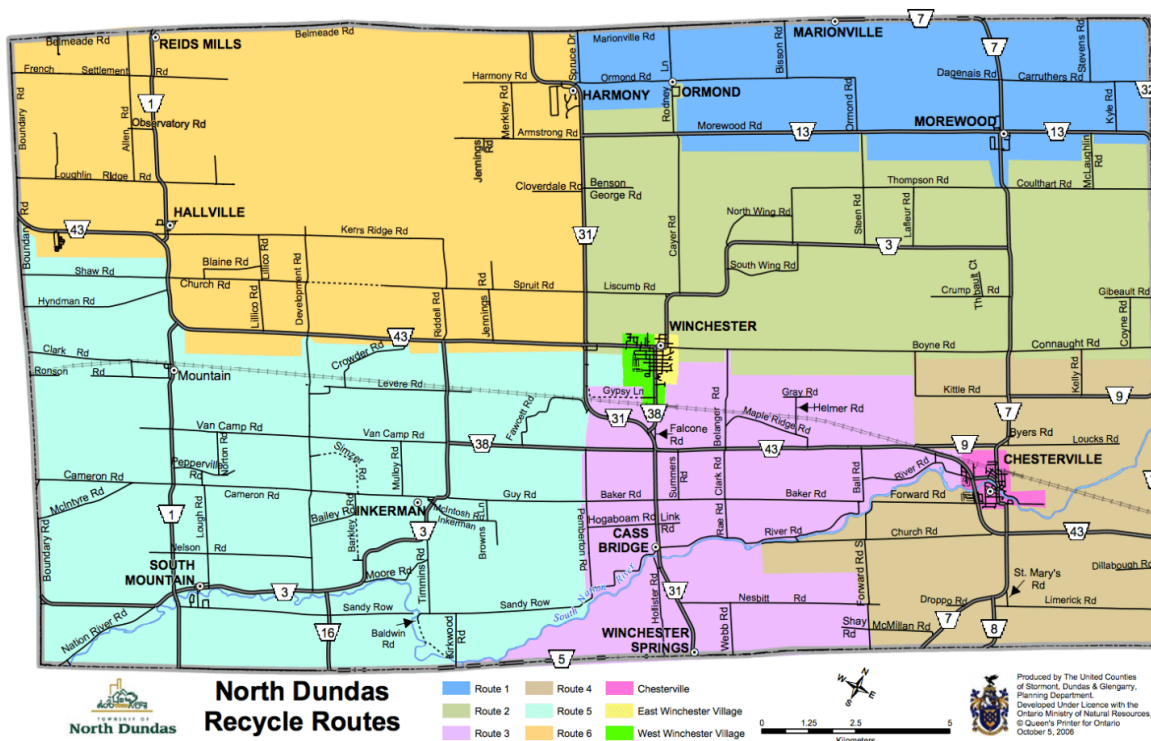 7
Belmeade Rd
Belmeade Rd
REIDS MILLS
Spruce Dr
Marionville Rd
MARIONVILLE
Bisson Rd
Stevens Rd
7
French Settlement Rd
Harmony Rd
Ormond Rd
Rodney Ln
Dagenais Rd
Carruthers Rd
32
Boundary Rd
1
Allen Rd
HARMONY
ORMOND
Merkley Rd
Ormond Rd
Kyle Rd
Observatory Rd
Armstrong Rd
Morewood Rd
13
MOREWOOD
13
Jennings Rd
McLaughlin Rd
Loughlin Ridge Rd
Cloverdale Rd
Benson
George Rd
Thompson Rd
Coulthart Rd
HALLVILLE
North Wing Rd
Steen Rd
Lafleur Rd
Boundary Rd
43
Kerrs Ridge Rd
31
Cayer Rd
3
Blaine Rd
Lillico Rd
Development Rd
South Wing Rd
Shaw Rd
Church Rd
Spruit Rd
Liscumb Rd
Crump Rd
Thibault Ct
Gibeault Rd
Hyndman Rd
Lillico Rd
Riddell Rd
Jennings
Coyne Rd
43
WINCHESTER
Clark Rd
Crowder Rd
Boyne Rd
Connaught Rd
Ronson Rd
Mountain
Levere Rd
Gypsy Ln
Gray Rd
Helmer Rd
Kittle Rd
Kelly Rd
9
Fawcett Rd
31
38
Belanger Rd
Maple Ridge Rd
7
Van Camp Rd
Van Camp Rd
38
Falcone Rd
43
9
Byers Rd
Loucks Rd
Simzer Rd
Mulloy Rd
CHESTERVILLE
Pepperville Rd
Summers Rd
Clark Rd
River Rd
Cameron Rd
Cameron Rd
Guy Rd
Baker Rd
Baker Rd
Ball Rd
Forward Rd
McIntyre Rd
INKERMAN
McIntosh Rd
Inkerman
Bailey Rd
Hogaboam Rd
Link Rd
Rae Rd
River Rd
Church Rd
43
1
Lough Rd
Barkley Rd
3
Browns Ln
Pemberton Rd
CASS BRIDGE
Nelson Rd
Boundary Rd
SOUTH MOUNTAIN
Moore Rd
Timmins Rd
South Nation River
Forward Rd S
Dillabough Rd
St. Mary's Rd
3
31
Nesbitt Rd
Droppo Rd
Limerick Rd
Nation River Rd
Sandy Row
Sandy Row
Hollister Rd
16
Baldwin Rd
Kirkwood Rd
Webb Rd
Shay Rd
McMillan Rd
7
8
WINCHESTER SPRINGS
5
TOWNSHIP OF
North Dundas
North Dundas
Recycle Routes
Route 1
Route 2
Route 3
Route 4
Route 5
Route 6
Chesterville
East Winchester Village
West Winchester Village
N
W E
S
0 1.25 2.5 5
Kilometers
Produced by The United Counties
of Stormont, Dundas & Glengarry,
Planning Department.
Developed Under Licence with the
Ontario Ministry of Natural Resources,
© Queen's Printer for Ontario
October 5, 2006